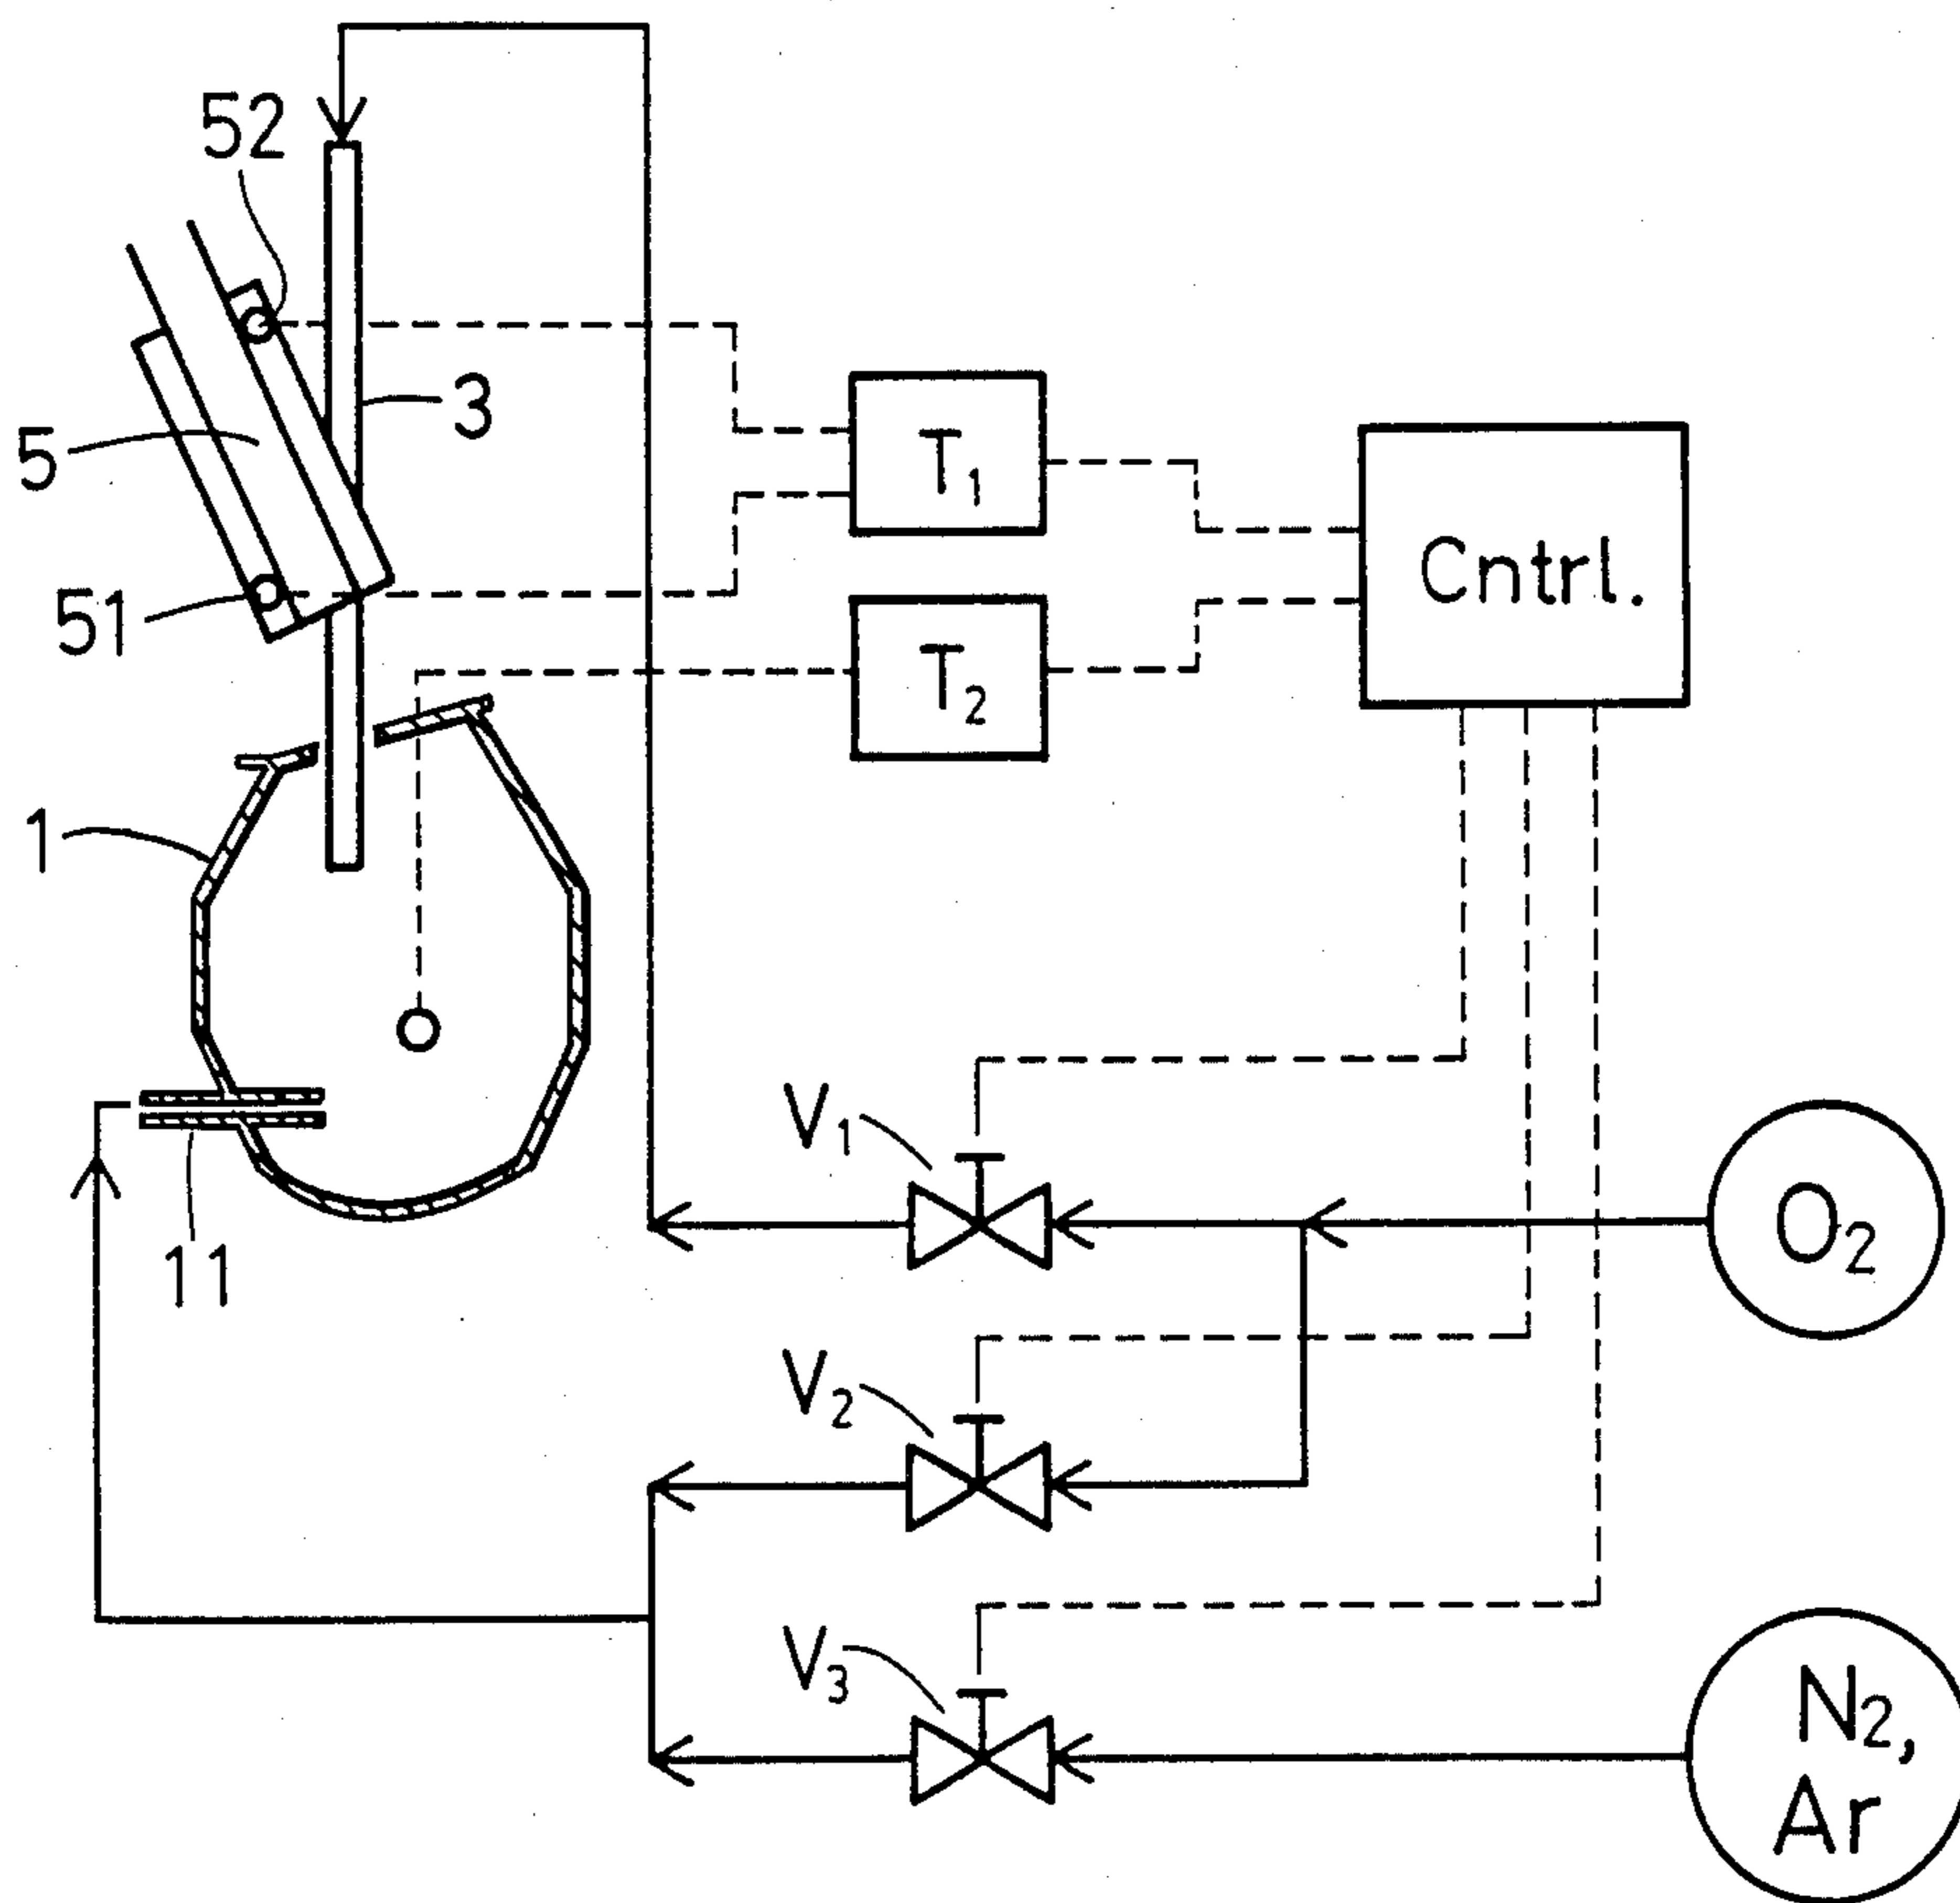 52
3
5
T₁
Cntrl.
51
T₂
1
V₁
O₂
11
V₂
V₃
N₂,
Ar